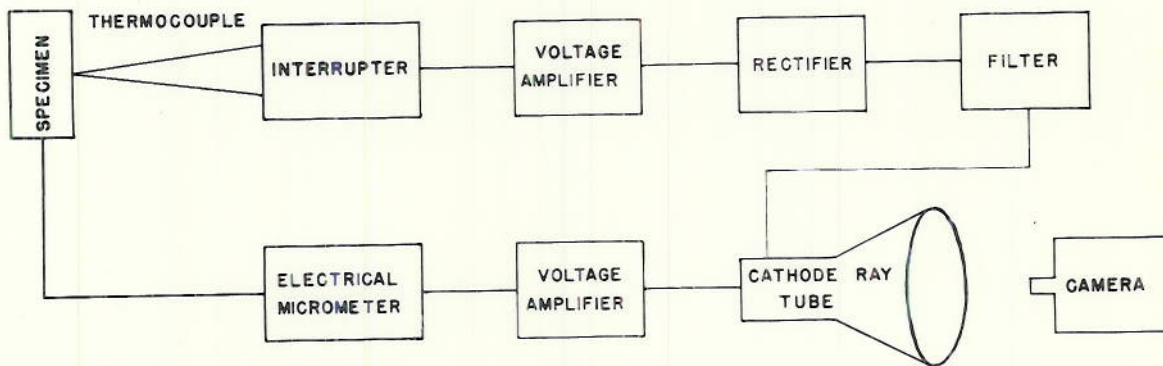 THERMOCOUPLE
SPECIMEN
INTERRUPTER
VOLTAGE
AMPLIFIER
RECTIFIER
FILTER
ELECTRICAL
MICROMETER
VOLTAGE
AMPLIFIER
CATHODE RAY
TUBE
CAMERA